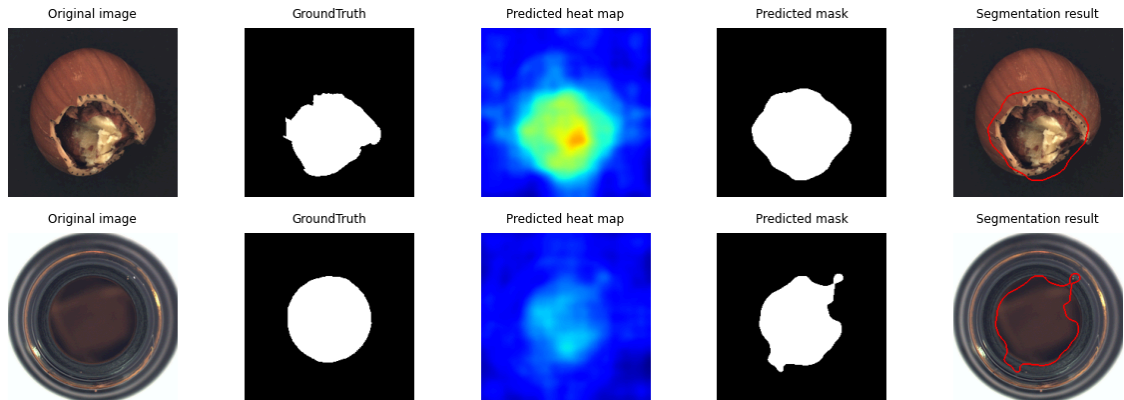 Original image
GroundTruth
Predicted heat map
Predicted mask
Segmentation result
Original image
GroundTruth
Predicted heat map
Predicted mask
Segmentation result